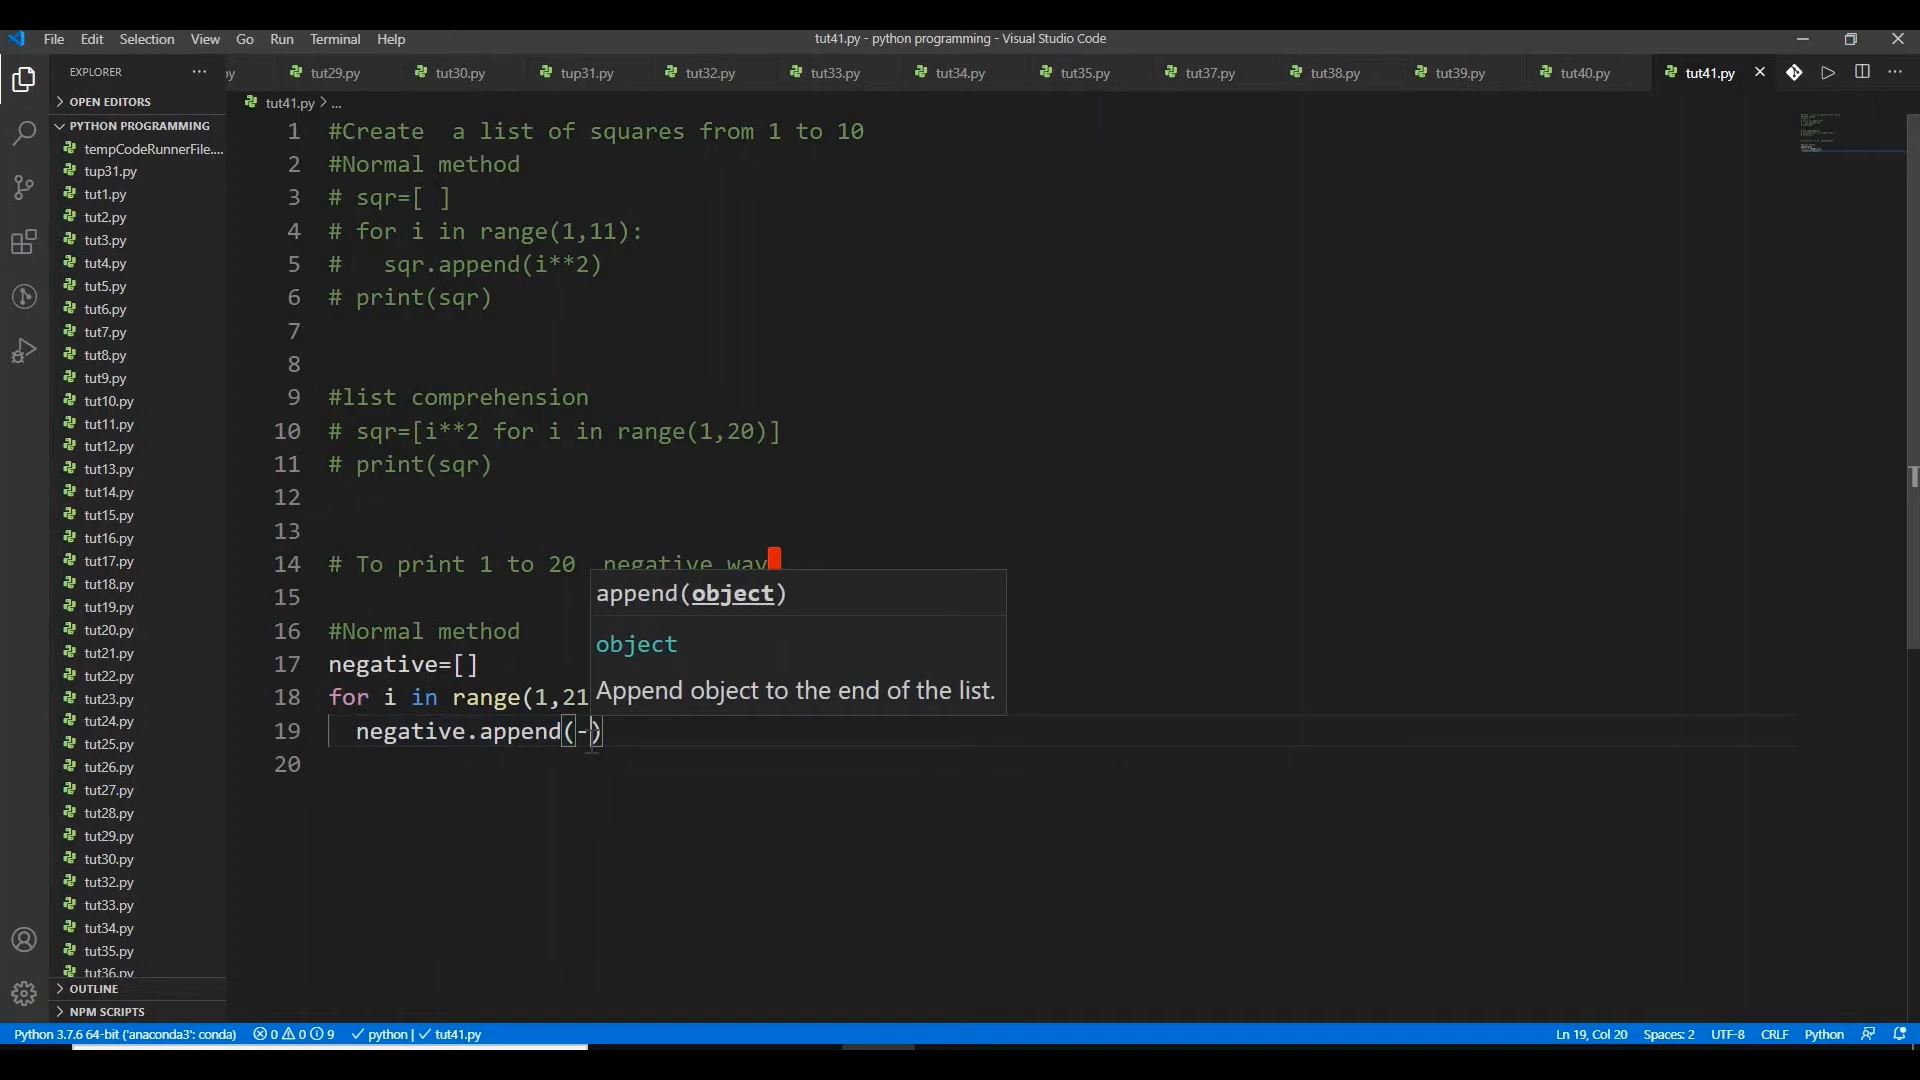 File Edit Selection View Go Run Terminal Help
tut41.py - python programming - Visual Studio Code
EXPLORER
py tut29.py tut30.py tup31.py tut32.py tut33.py tut34.py tut35.py tut37.py tut38.py tut39.py tut40.py tut41.py
OPEN EDITORS
PYTHON PROGRAMMING
tempCodeRunnerFile....
tup31.py
tut1.py
tut2.py
tut3.py
tut4.py
tut5.py
tut6.py
tut7.py
tut8.py
tut9.py
tut10.py
tut11.py
tut12.py
tut13.py
tut14.py
tut15.py
tut16.py
tut17.py
tut18.py
tut19.py
tut20.py
tut21.py
tut22.py
tut23.py
tut24.py
tut25.py
tut26.py
tut27.py
tut28.py
tut29.py
tut30.py
tut32.py
tut33.py
tut34.py
tut35.py
tut36.py
OUTLINE
NPM SCRIPTS
tut41.py > ...
1 #Create  a list of squares from 1 to 10
2 #Normal method
3 # sqr=[ ]
4 # for i in range(1,11):
5 #   sqr.append(i**2)
6 # print(sqr)
7
8
9 #list comprehension
10 # sqr=[i**2 for i in range(1,20)]
11 # print(sqr)
12
13
14 # To print 1 to 20  negative way
15
16 #Normal method
17 negative=[]
18 for i in range(1,21
19   negative.append(-)
20
append(object)
object
Append object to the end of the list.
Python 3.7.6 64-bit ('anaconda3': conda) 0 0 9 python | tut41.py
Ln 19, Col 20 Spaces: 2 UTF-8 CRLF Python